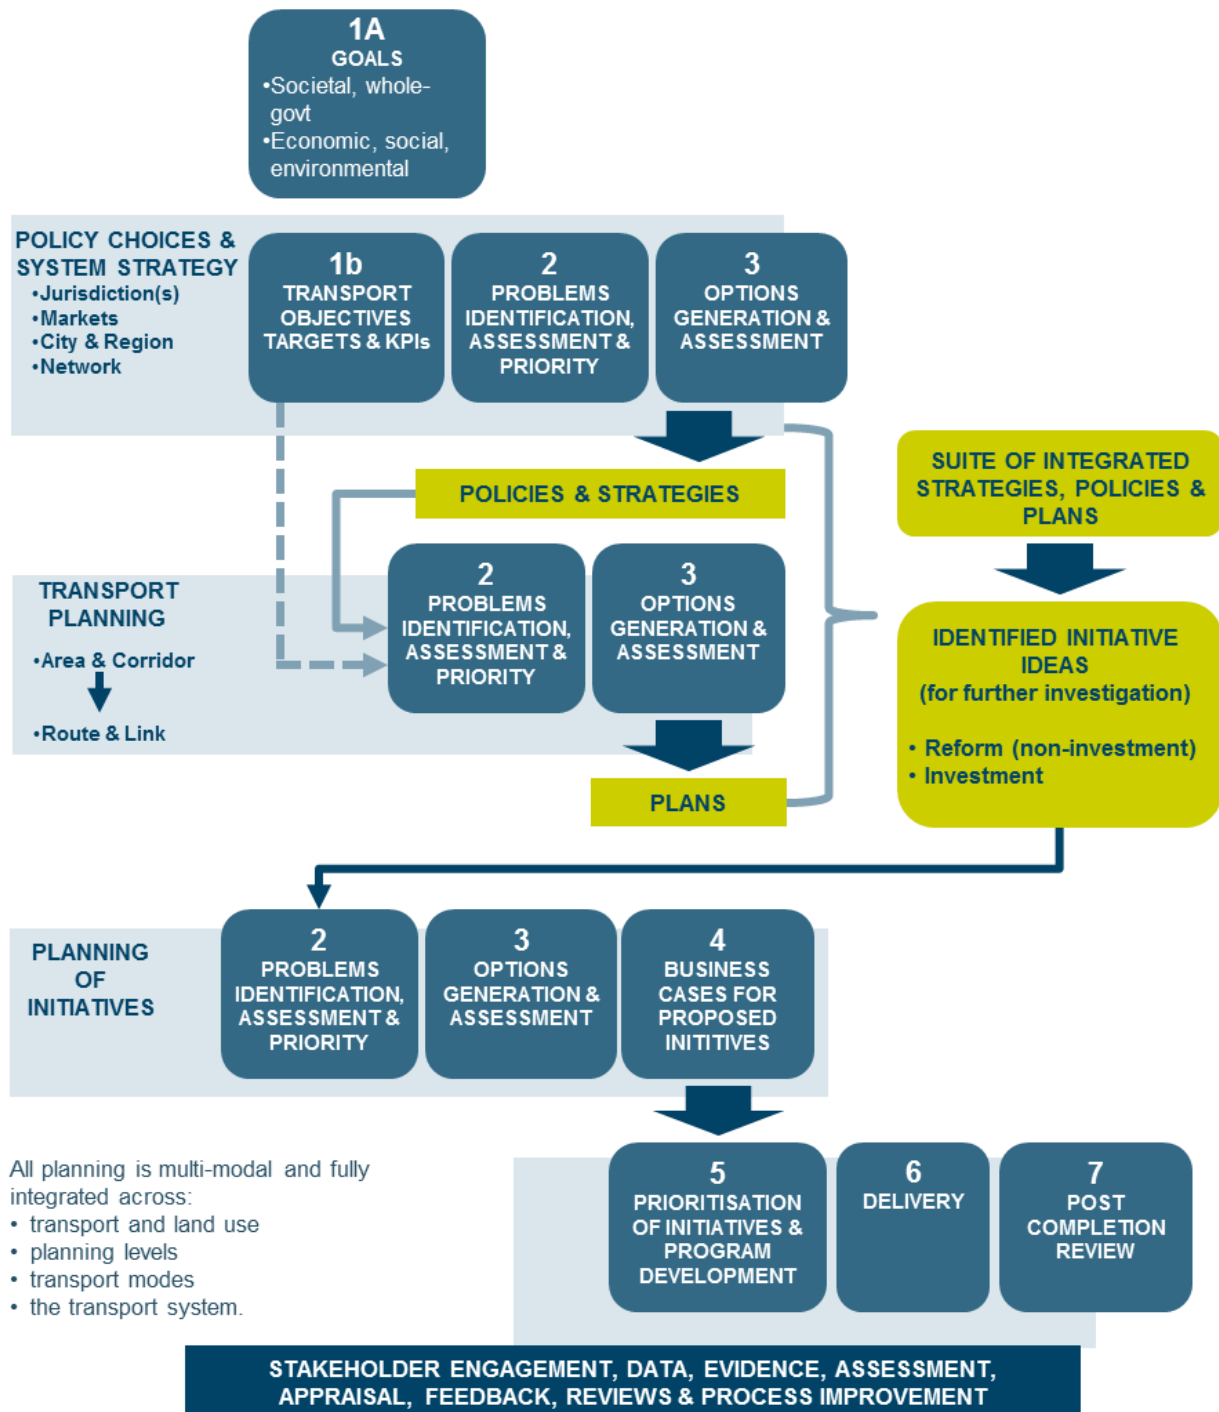 1A
GOALS
•Societal, whole-
govt
•Economic, social,
environmental
POLICY CHOICES &
SYSTEM STRATEGY
•Jurisdiction(s)
•Markets
•City & Region
•Network
1b
TRANSPORT
OBJECTIVES
TARGETS & KPIs
2
PROBLEMS
IDENTIFICATION,
ASSESSMENT &
PRIORITY
3
OPTIONS
GENERATION &
ASSESSMENT
POLICIES & STRATEGIES
SUITE OF INTEGRATED
STRATEGIES, POLICIES &
PLANS
TRANSPORT
PLANNING
•Area & Corridor
•Route & Link
2
PROBLEMS
IDENTIFICATION,
ASSESSMENT &
PRIORITY
3
OPTIONS
GENERATION &
ASSESSMENT
IDENTIFIED INITIATIVE
IDEAS
(for further investigation)
• Reform (non-investment)
• Investment
PLANS
PLANNING
OF
INITIATIVES
2
PROBLEMS
IDENTIFICATION,
ASSESSMENT &
PRIORITY
3
OPTIONS
GENERATION &
ASSESSMENT
4
BUSINESS
CASES FOR
PROPOSED
INITITIVES
All planning is multi-modal and fully
integrated across:
• transport and land use
• planning levels
• transport modes
• the transport system.
5
PRIORITISATION
OF INITIATIVES &
PROGRAM
DEVELOPMENT
6
DELIVERY
7
POST
COMPLETION
REVIEW
STAKEHOLDER ENGAGEMENT, DATA, EVIDENCE, ASSESSMENT,
APPRAISAL, FEEDBACK, REVIEWS & PROCESS IMPROVEMENT